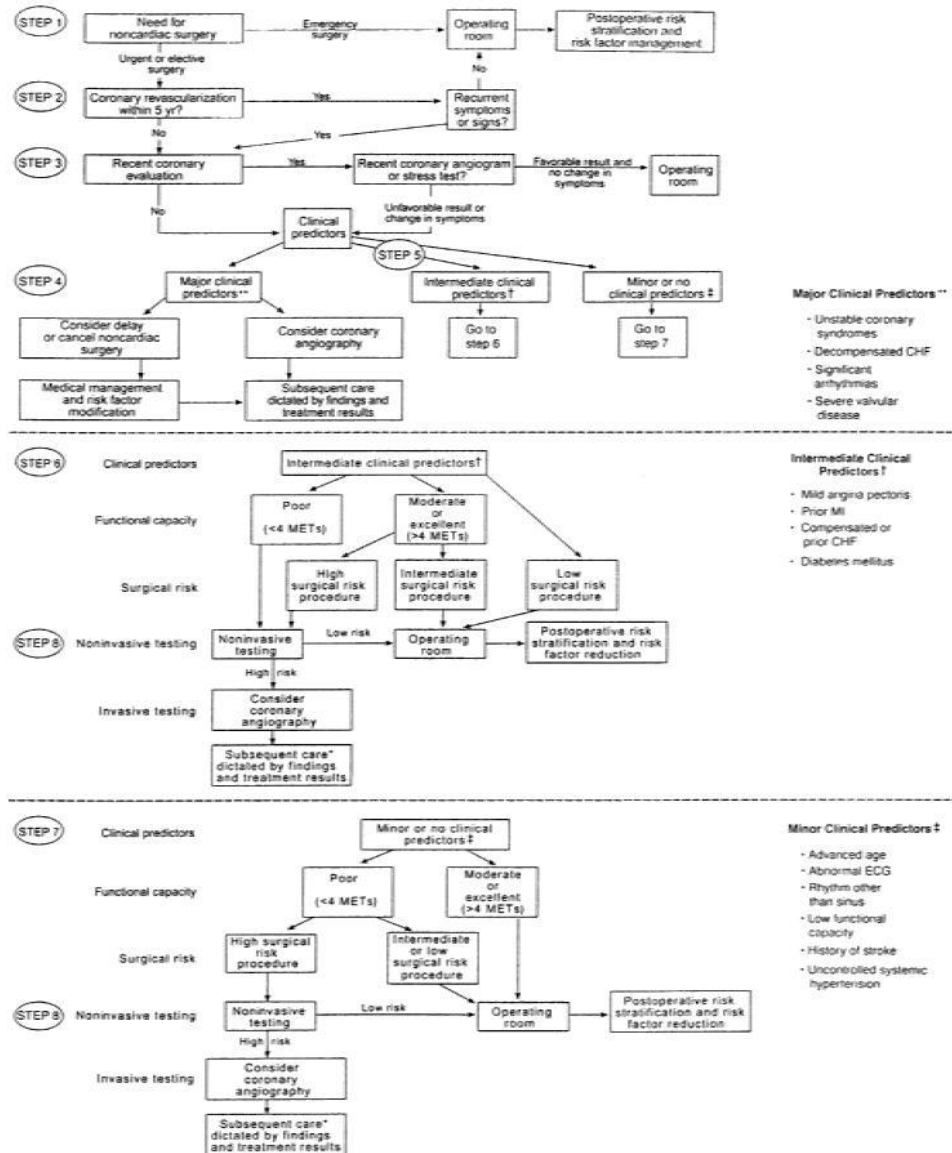 STEP 1
Need for
noncardiac surgery
Emergency
surgery
Operating
room
Postoperative risk
stratification and
risk factor management
Urgent or elective
surgery
No
STEP 2
Coronary revascularization
within 5 yr?
Yes
Recurrent
symptoms
or signs?
No
Yes
STEP 3
Recent coronary
evaluation
Yes
Recent coronary angiogram
or stress test?
Favorable result and
no change in
symptoms
Operating
room
No
Unfavorable result or
change in symptoms
Clinical
predictors
STEP 5
STEP 4
Major clinical
predictors**
Intermediate clinical
predictors†
Minor or no
clinical predictors‡
Consider delay
or cancel noncardiac
surgery
Consider coronary
angiography
Go to
step 6
Go to
step 7
Medical management
and risk factor
modification
Subsequent care
dictated by findings and
treatment results
Major Clinical Predictors**
· Unstable coronary
syndromes
· Decompensated CHF
· Significant
arrhythmias
· Severe valvular
disease
STEP 6
Clinical predictors
Intermediate clinical predictors†
Functional capacity
Poor
(<4 METs)
Moderate
or
excellent
(>4 METs)
Surgical risk
High
surgical risk
procedure
Intermediate
surgical risk
procedure
Low
surgical risk
procedure
STEP 8
Noninvasive testing
Noninvasive
testing
Low risk
Operating
room
Postoperative risk
stratification and risk
factor reduction
High risk
Invasive testing
Consider
coronary
angiography
Subsequent care*
dictated by findings
and treatment results
Intermediate Clinical
Predictors†
· Mild angina pectoris
· Prior MI
· Compensated or
prior CHF
· Diabetes mellitus
STEP 7
Clinical predictors
Minor or no clinical
predictors‡
Functional capacity
Poor
(<4 METs)
Moderate
or
excellent
(>4 METs)
Surgical risk
High surgical
risk
procedure
Intermediate
or low
surgical risk
procedure
STEP 8
Noninvasive testing
Noninvasive
testing
Low risk
Operating
room
Postoperative risk
stratification and risk
factor reduction
High risk
Invasive testing
Consider
coronary
angiography
Subsequent care*
dictated by findings
and treatment results
Minor Clinical Predictors‡
· Advanced age
· Abnormal ECG
· Rhythm other
than sinus
· Low functional
capacity
· History of stroke
· Uncontrolled systemic
hypertension